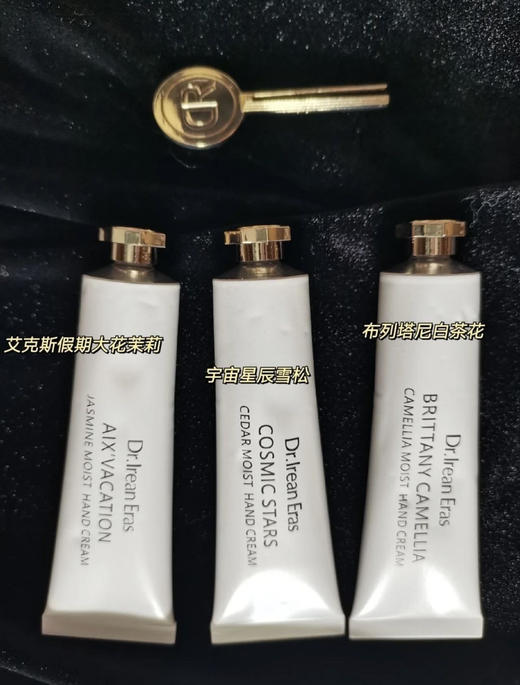 DR
艾克斯假期大花茉莉
宇宙星辰雪松
布列塔尼白茶花
Dr.Irean Eras
AIX'VACATION
JASMINE MOIST HAND CREAM
Dr.Irean Eras
COSMIC STARS
CEDAR MOIST HAND CREAM
Dr.Irean Eras
BRITTANY CAMELLIA
CAMELLIA MOIST HAND CREAM